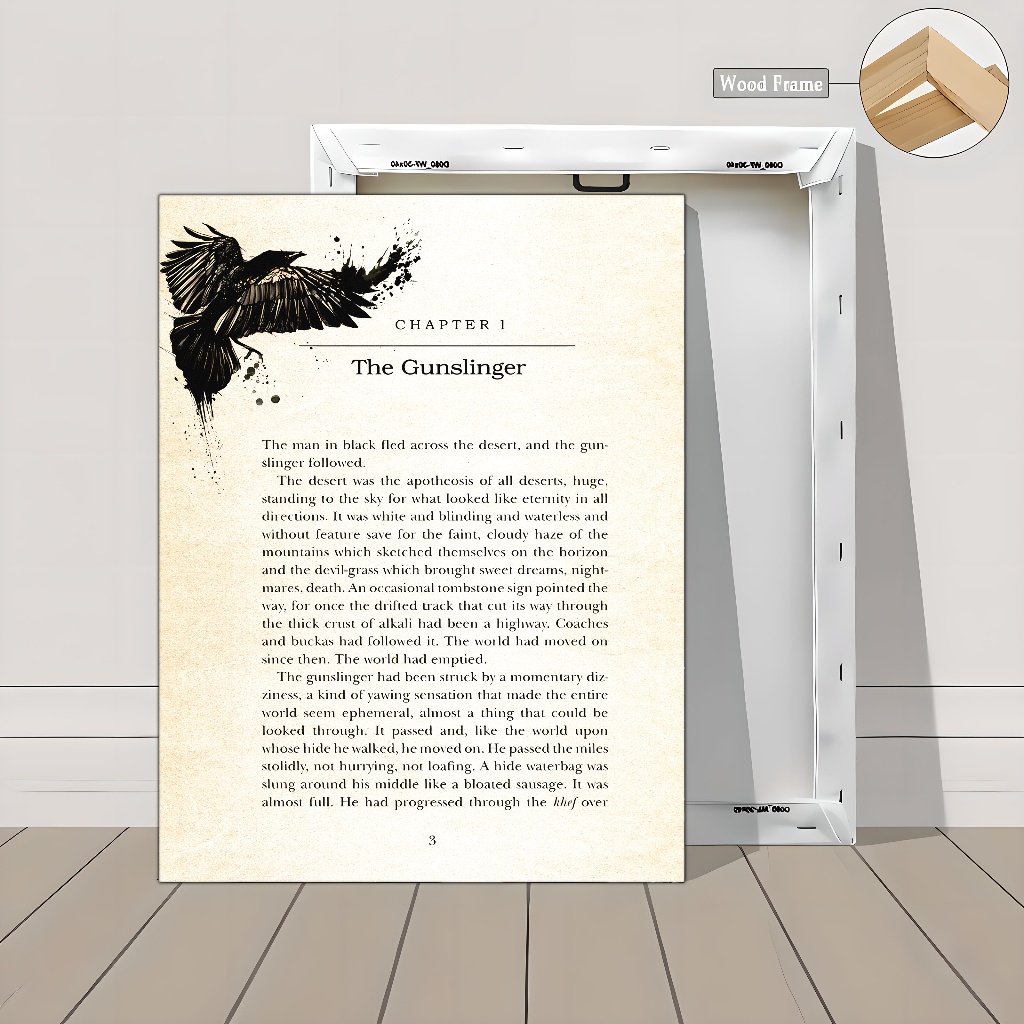 Wood Frame
CHAPTER 1
The Gunslinger
The man in black fled across the desert, and the gun-
slinger followed.
The desert was the apotheosis of all deserts, huge,
standing to the sky for what looked like eternity in all
directions. It was white and blinding and waterless and
without feature save for the faint, cloudy haze of the
mountains which sketched themselves on the horizon
and the devil-grass which brought sweet dreams, night-
mares, death. An occasional tombstone sign pointed the
way, for once the drifted track that cut its way through
the thick crust of alkali had been a highway. Coaches
and buckas had followed it. The world had moved on
since then. The world had emptied.
The gunslinger had been struck by a momentary diz-
ziness, a kind of yawing sensation that made the entire
world seem ephemeral, almost a thing that could be
looked through. It passed and, like the world upon
whose hide he walked, he moved on. He passed the miles
stolidly, not hurrying, not loafing. A hide waterbag was
slung around his middle like a bloated sausage. It was
almost full. He had progressed through the khef over
3